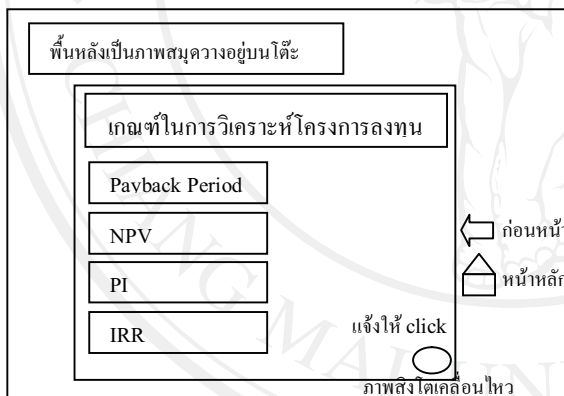 พื้นหลังเป็นภาพสมุดวางอยู่บนโต๊ะ
เกณฑ์ในการวิเคราะห์โครงการลงทุน
Payback Period
NPV
ก่อนหน้า
PI
หน้าหลัก
IRR
แจ้งให้ click
ภาพสิงโตเคลื่อนไหว